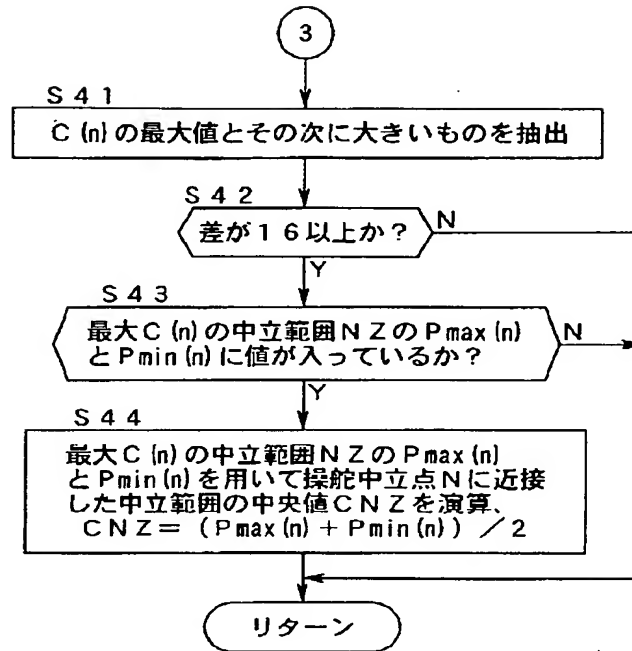 3
S41
C(n)の最大値とその次に大きいものを抽出
S42
差が16以上か?
N
Y
S43
最大C(n)の中立範囲NZのPmax(n)
とPmin(n)に値が入っているか?
N
Y
S44
最大C(n)の中立範囲NZのPmax(n)
とPmin(n)を用いて操舵中立点Nに近接
した中立範囲の中央値CNZを演算、
CNZ=(Pmax(n)+Pmin(n))/2
リターン